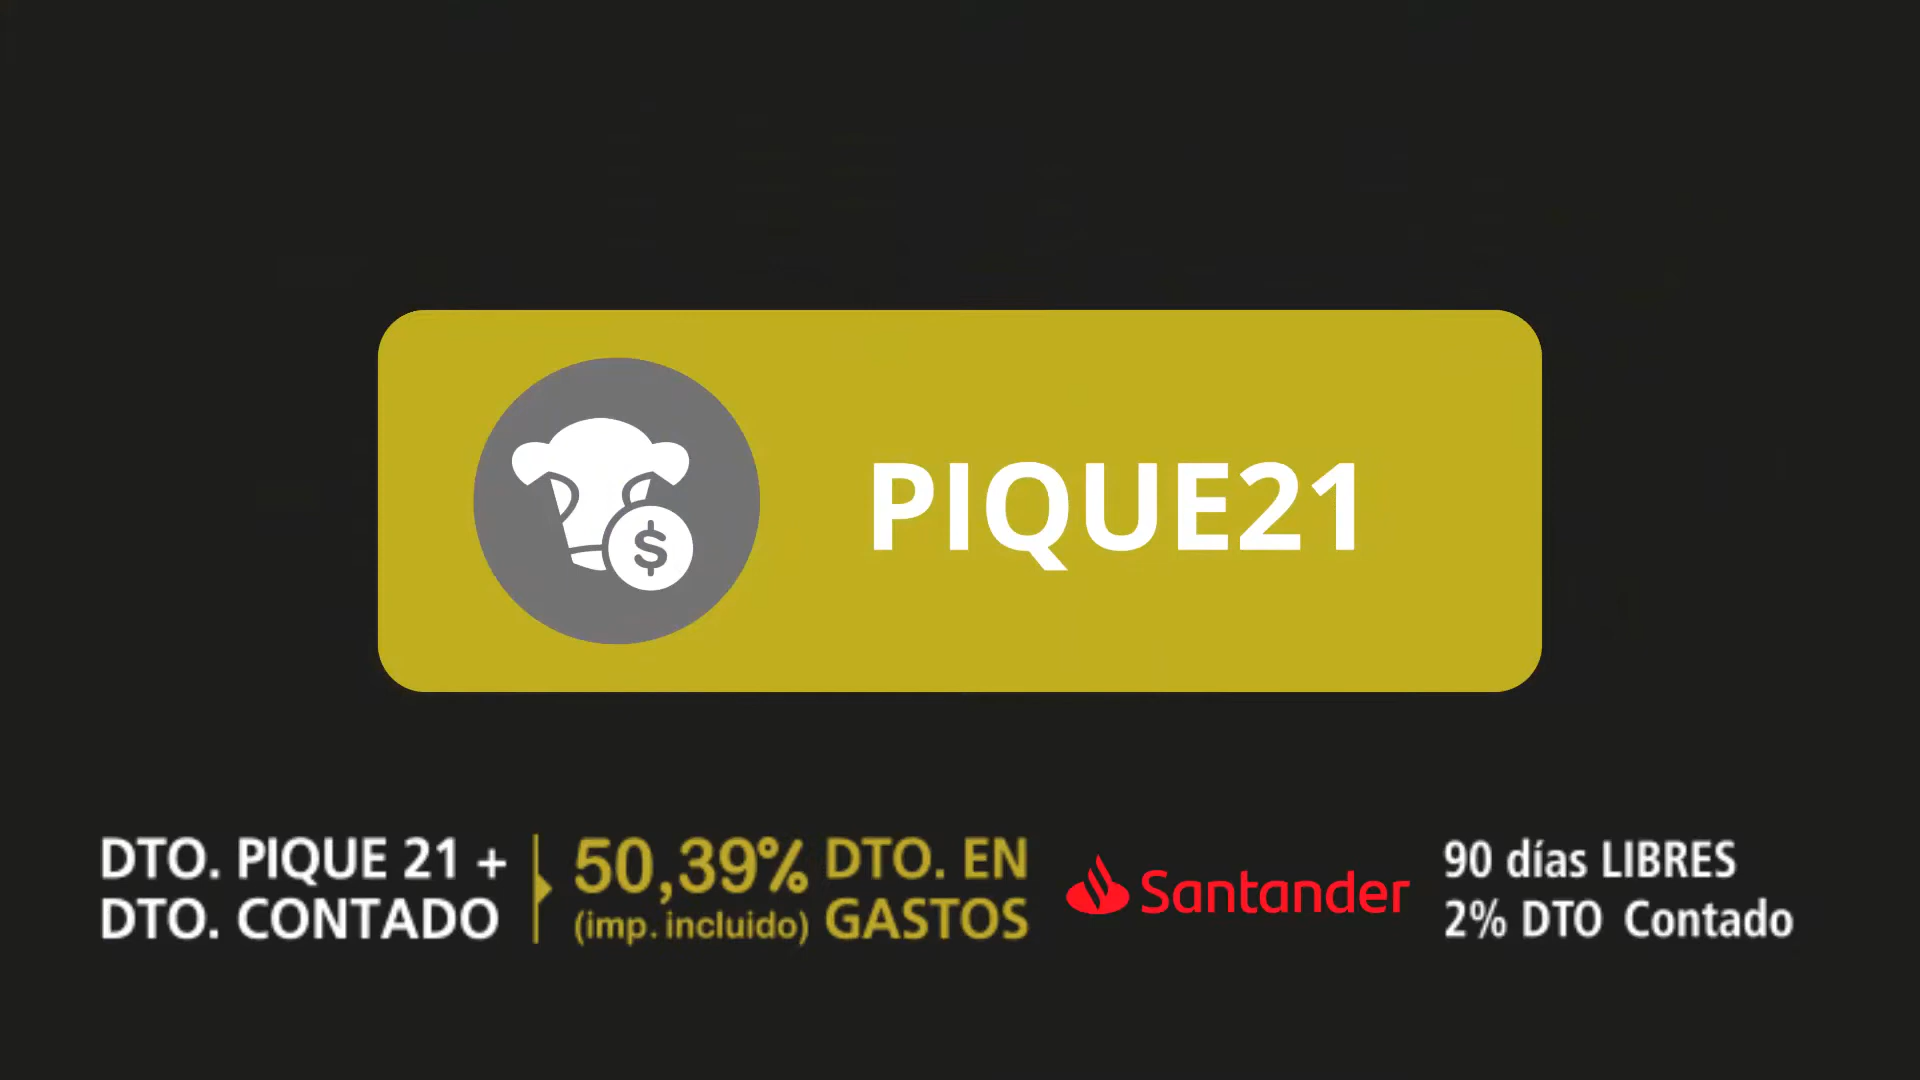 $
PIQUE21
DTO. PIQUE 21 +
DTO. CONTADO
50,39% DTO. EN
(imp. incluido) GASTOS
Santander
90 días LIBRES
2% DTO Contado